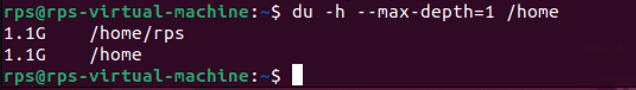 rps@rps-virtual-machine:~$ du -h --max-depth=1 /home
1.1G    /home/rps
1.1G    /home
rps@rps-virtual-machine:~$